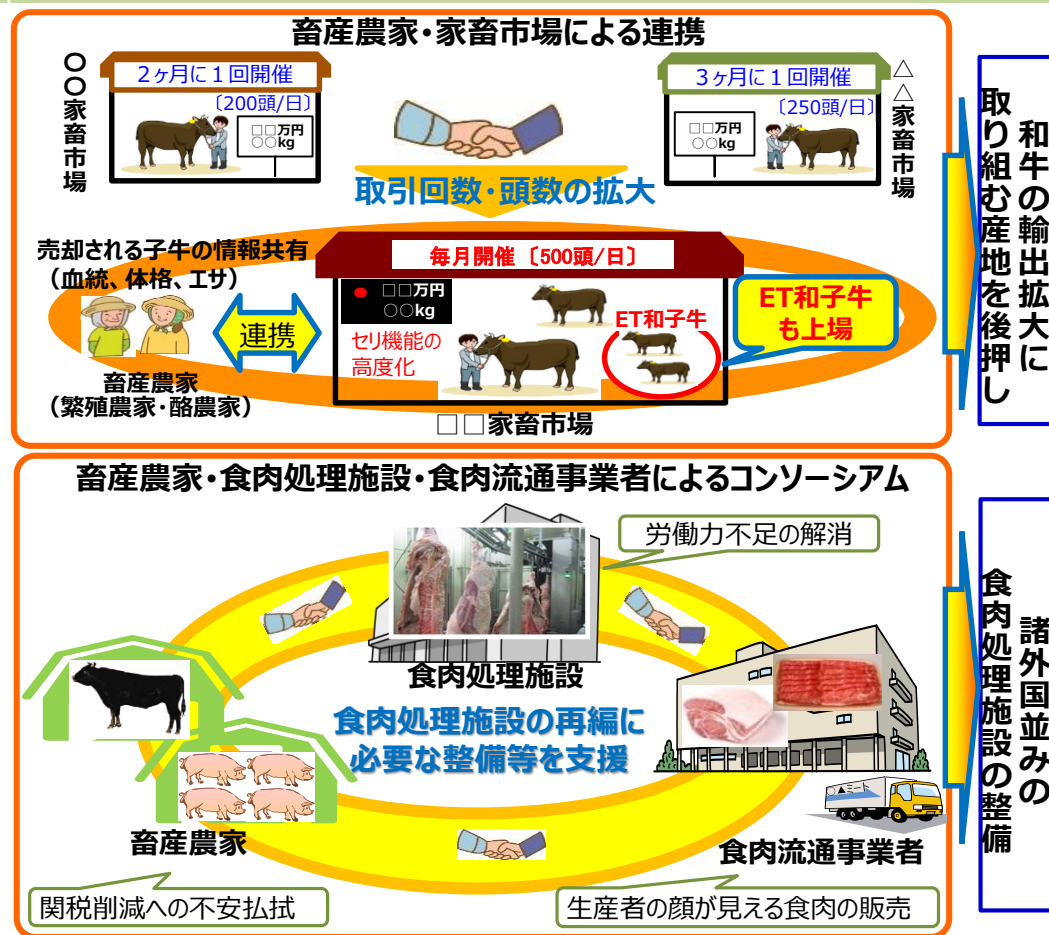 畜産農家・家畜市場による連携
〇〇家畜市場
2ヶ月に1回開催
〔200頭/日〕
□□万円
〇〇kg
3ヶ月に1回開催
〔250頭/日〕
□□万円
〇〇kg
△△家畜市場
取引回数・頭数の拡大
売却される子牛の情報共有
（血統、体格、エサ）
連携
畜産農家
（繁殖農家・酪農家）
毎月開催〔500頭/日〕
● □□万円
〇〇kg
セリ機能の
高度化
ET和子牛
ET和子牛
も上場
□□家畜市場
和牛の輸出拡大に
取り組む産地を後押し
畜産農家・食肉処理施設・食肉流通事業者によるコンソーシアム
労働力不足の解消
食肉処理施設
食肉処理施設の再編に
必要な整備等を支援
畜産農家
食肉流通事業者
関税削減への不安払拭
生産者の顔が見える食肉の販売
諸外国並みの
食肉処理施設の整備